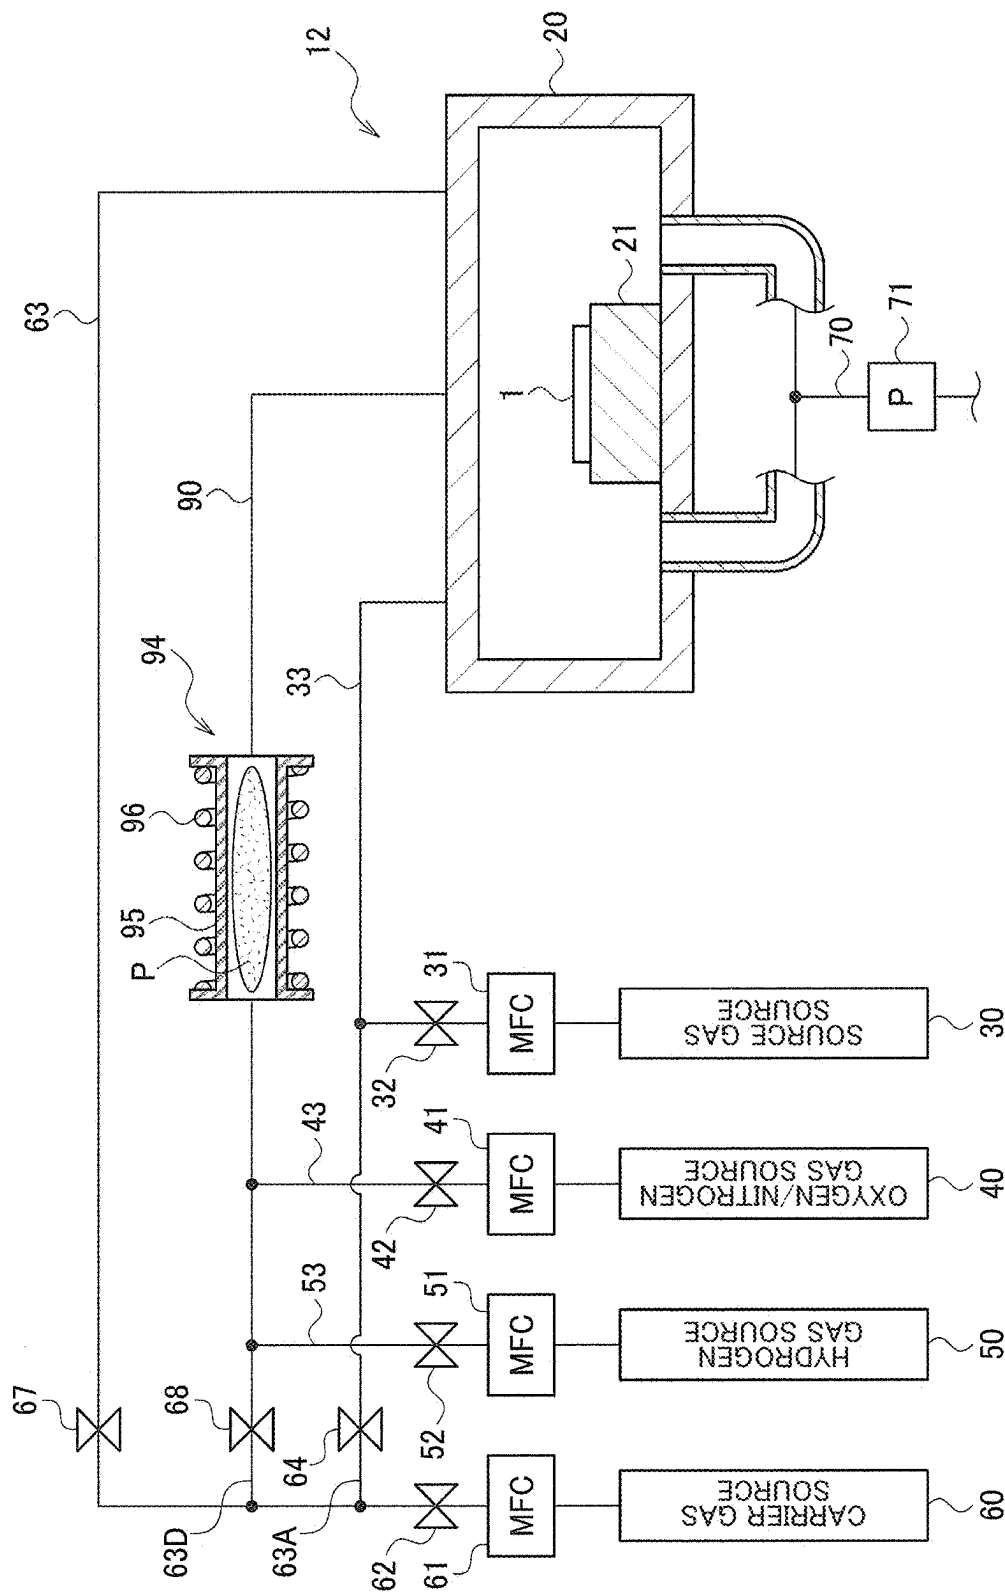 12
20
63
21
1
70
71
P
90
94
33
96
95
P
31
MFC
32
SOURCE GAS
SOURCE
30
43
41
MFC
42
OXYGEN/NITROGEN
GAS SOURCE
40
53
51
MFC
52
HYDROGEN
GAS SOURCE
50
67
68
64
63D
63A
62
61
MFC
CARRIER GAS
SOURCE
60